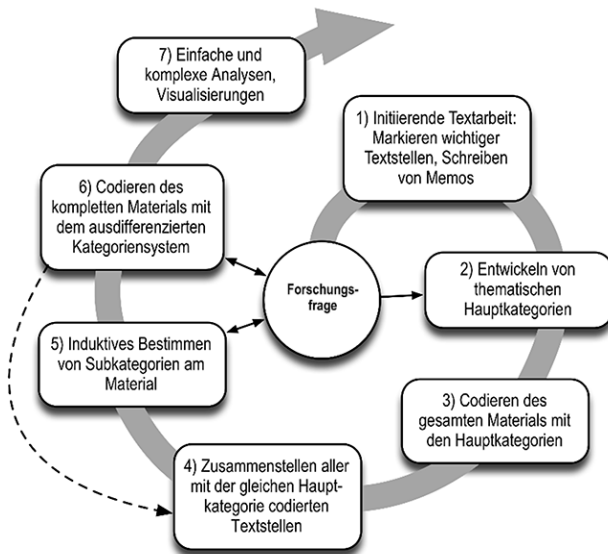 7) Einfache und
komplexe Analysen,
Visualisierungen
1) Initiierende Textarbeit:
Markieren wichtiger
Textstellen, Schreiben
von Memos
6) Codieren des
kompletten Materials mit
dem ausdifferenzierten
Kategoriensystem
Forschungs-
frage
2) Entwickeln von
thematischen
Hauptkategorien
5) Induktives Bestimmen
von Subkategorien am
Material
3) Codieren des
gesamten Materials mit
den Hauptkategorien
4) Zusammenstellen aller
mit der gleichen Haupt-
kategorie codierten
Textstellen